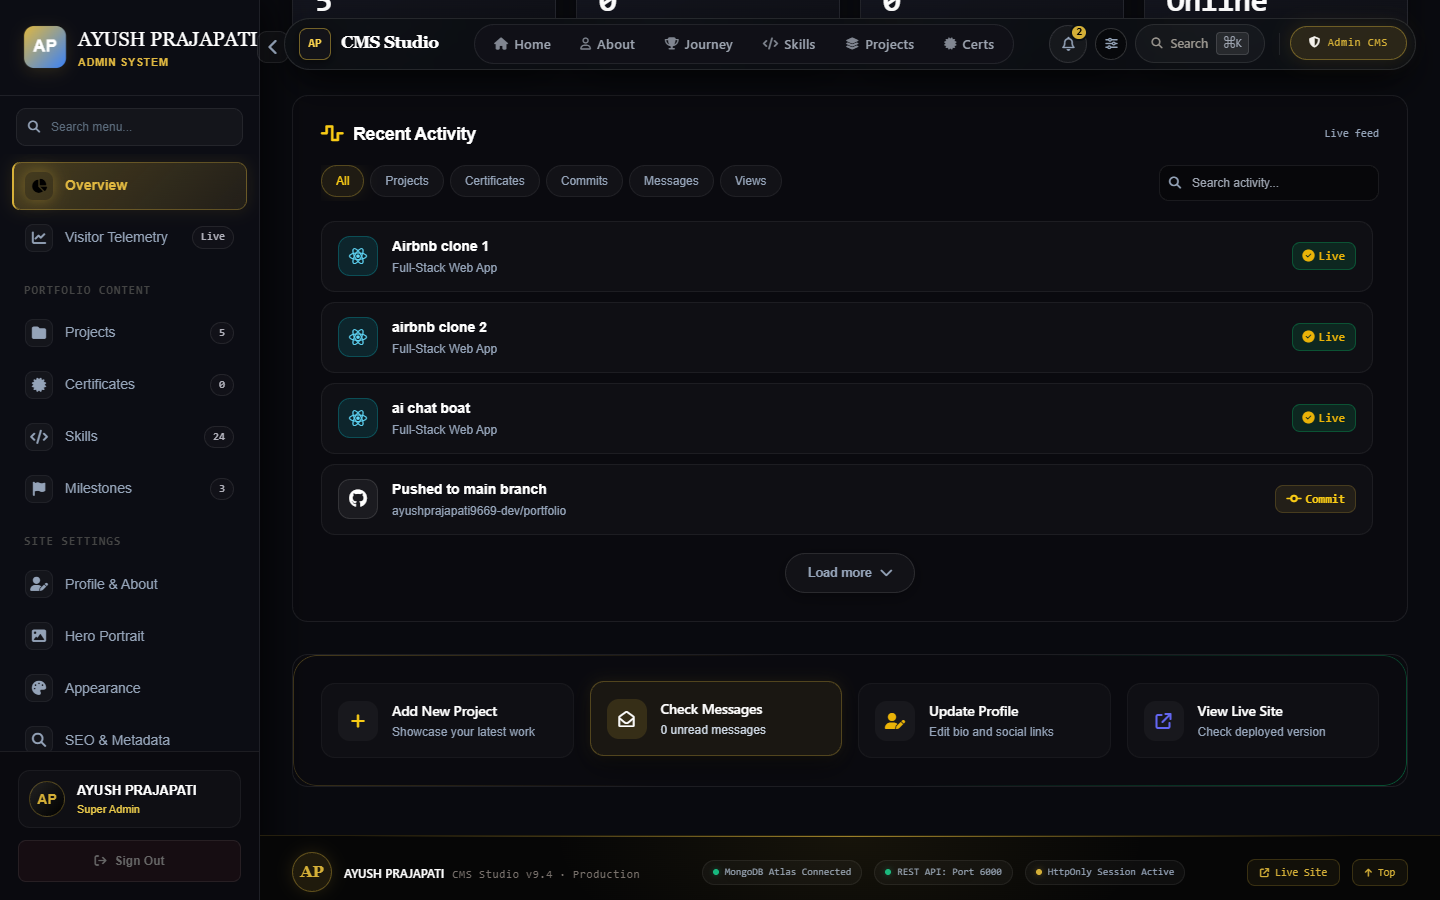 AP
AYUSH PRAJAPATI
ADMIN SYSTEM
Search menu...
Overview
Visitor Telemetry Live
PORTFOLIO CONTENT
Projects 5
Certificates 0
Skills 24
Milestones 3
SITE SETTINGS
Profile & About
Hero Portrait
Appearance
SEO & Metadata
AP
AYUSH PRAJAPATI
Super Admin
Sign Out
5 0 0 Online
AP CMS Studio Home About Journey Skills Projects Certs 2 Search ⌘K Admin CMS
Recent Activity Live feed
All Projects Certificates Commits Messages Views Search activity...
Airbnb clone 1
Full-Stack Web App
Live
airbnb clone 2
Full-Stack Web App
Live
ai chat boat
Full-Stack Web App
Live
Pushed to main branch
ayushprajapati9669-dev/portfolio
Commit
Load more
Add New Project
Showcase your latest work
Check Messages
0 unread messages
Update Profile
Edit bio and social links
View Live Site
Check deployed version
AP AYUSH PRAJAPATI CMS Studio v9.4 · Production MongoDB Atlas Connected REST API: Port 6000 HttpOnly Session Active Live Site Top